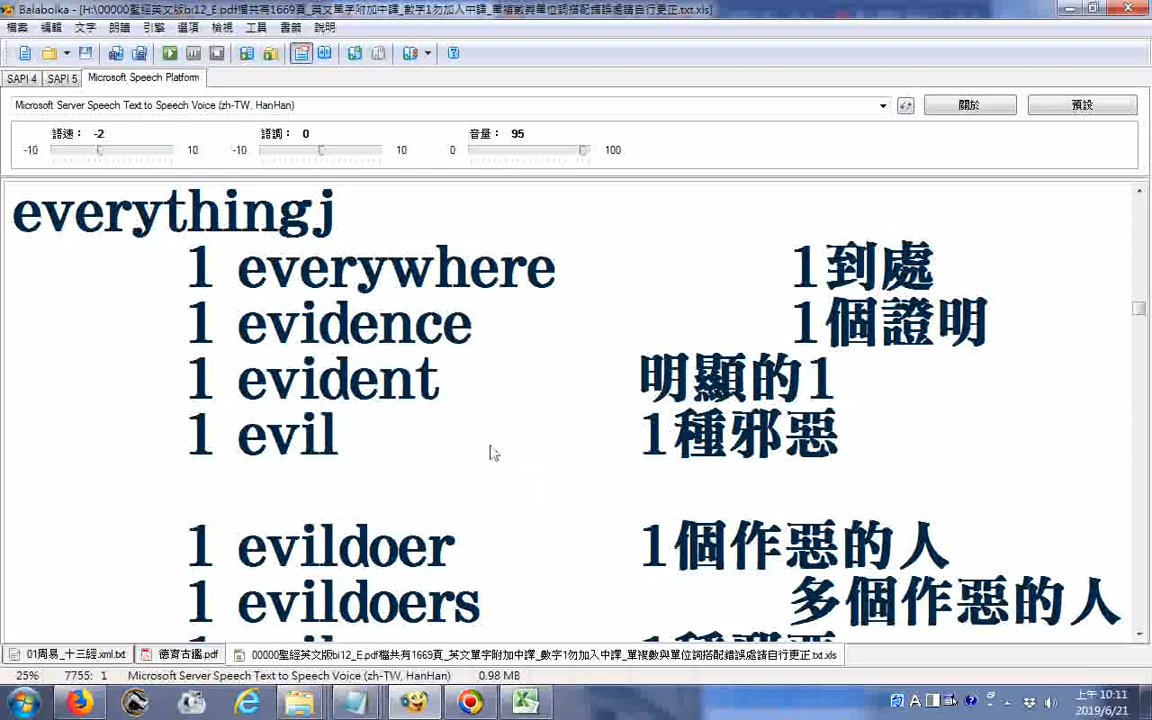 Balabolka - [H:\00000聖經英文版bi12_E.pdf檔共有1669頁_英文單字附加中譯_數字1勿加入中譯_單複數與單位詞搭配錯誤處請自行更正.txt.xls]
檔案 編輯 文字 朗讀 引擎 選項 檢視 工具 書籤 說明
SAPI 4 SAPI 5 Microsoft Speech Platform
Microsoft Server Speech Text to Speech Voice (zh-TW, HanHan) 關於 預設
語速： -2 語調： 0 音量： 95
-10 10 -10 10 0 100
everythingj
1 everywhere 1到處
1 evidence 1個證明
1 evident 明顯的1
1 evil 1種邪惡
1 evildoer 1個作惡的人
1 evildoers 多個作惡的人
01周易_十三經.xml.txt 德育古鑑.pdf 00000聖經英文版bi12_E.pdf檔共有1669頁_英文單字附加中譯_數字1勿加入中譯_單複數與單位詞搭配錯誤處請自行更正.txt.xls
25% 7755: 1 Microsoft Server Speech Text to Speech Voice (zh-TW, HanHan) 0.98 MB
上午 10:11
2019/6/21